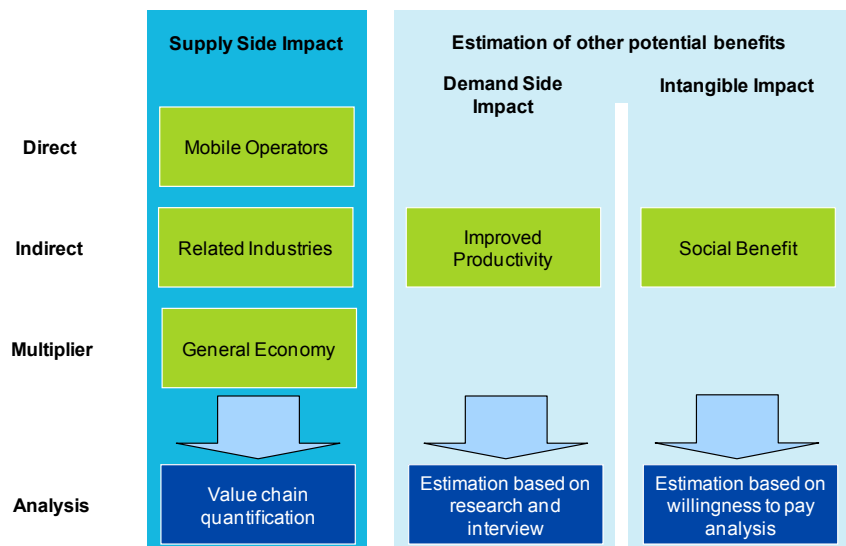 Supply Side Impact
Estimation of other potential benefits
Demand Side
Impact
Intangible Impact
Direct
Mobile Operators
Indirect
Related Industries
Improved
Productivity
Social Benefit
Multiplier
General Economy
Analysis
Value chain
quantification
Estimation based on
research and
interview
Estimation based on
willingness to pay
analysis